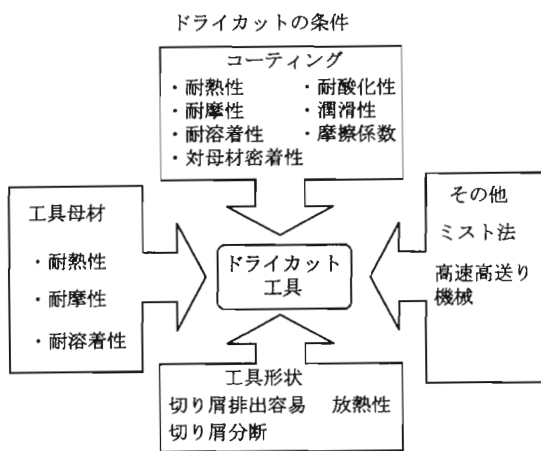 ドライカットの条件
コーティング
・耐熱性 ・耐酸化性
・耐摩性 ・潤滑性
・耐溶着性 ・摩擦係数
・対母材密着性
工具母材
・耐熱性
・耐摩性
・耐溶着性
ドライカット
工具
その他
ミスト法
高速高送り
機械
工具形状
切り屑排出容易 放熱性
切り屑分断